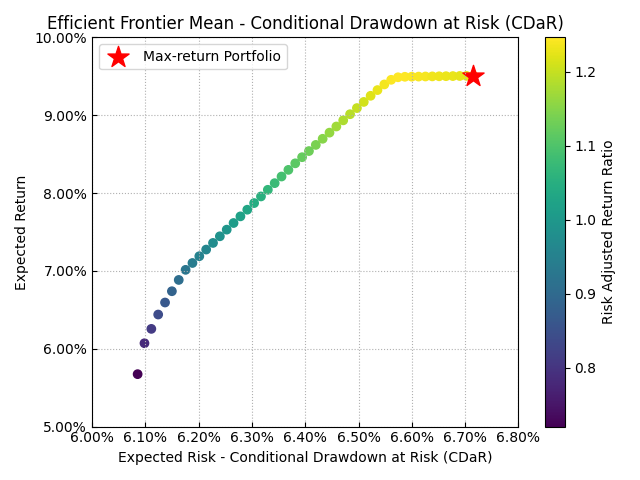 Efficient Frontier Mean - Conditional Drawdown at Risk (CDaR)
Max-return Portfolio
10.00%
9.00%
8.00%
7.00%
6.00%
5.00%
Expected Return
6.00% 6.10% 6.20% 6.30% 6.40% 6.50% 6.60% 6.70% 6.80%
Expected Risk - Conditional Drawdown at Risk (CDaR)
1.2
1.1
1.0
0.9
0.8
Risk Adjusted Return Ratio